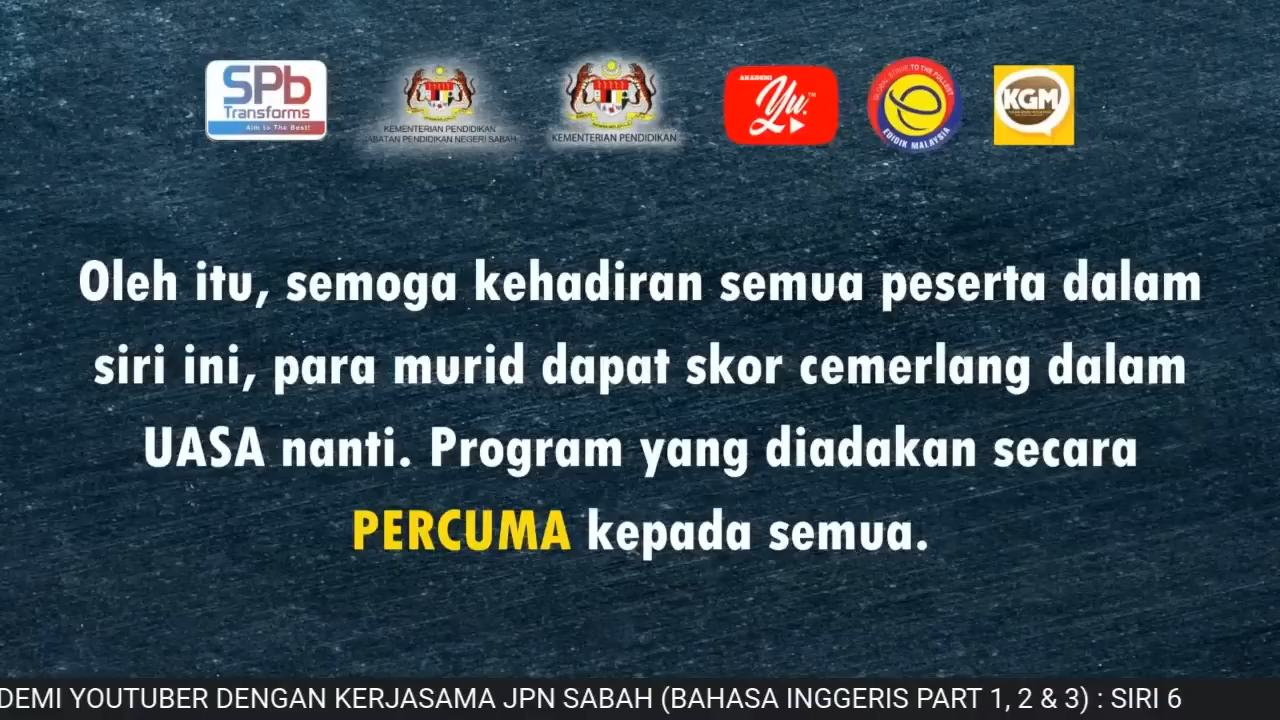 SPb
Transforms
Aim to The Best!
KEMENTERIAN PENDIDIKAN
JABATAN PENDIDIKAN NEGERI SABAH
KEMENTERIAN PENDIDIKAN
AKADEMI
Yu.
TM
EDIDIK MALAYSIA
KGM
Oleh itu, semoga kehadiran semua peserta dalam
siri ini, para murid dapat skor cemerlang dalam
UASA nanti. Program yang diadakan secara
PERCUMA kepada semua.
DEMI YOUTUBER DENGAN KERJASAMA JPN SABAH (BAHASA INGGERIS PART 1, 2 & 3) : SIRI 6